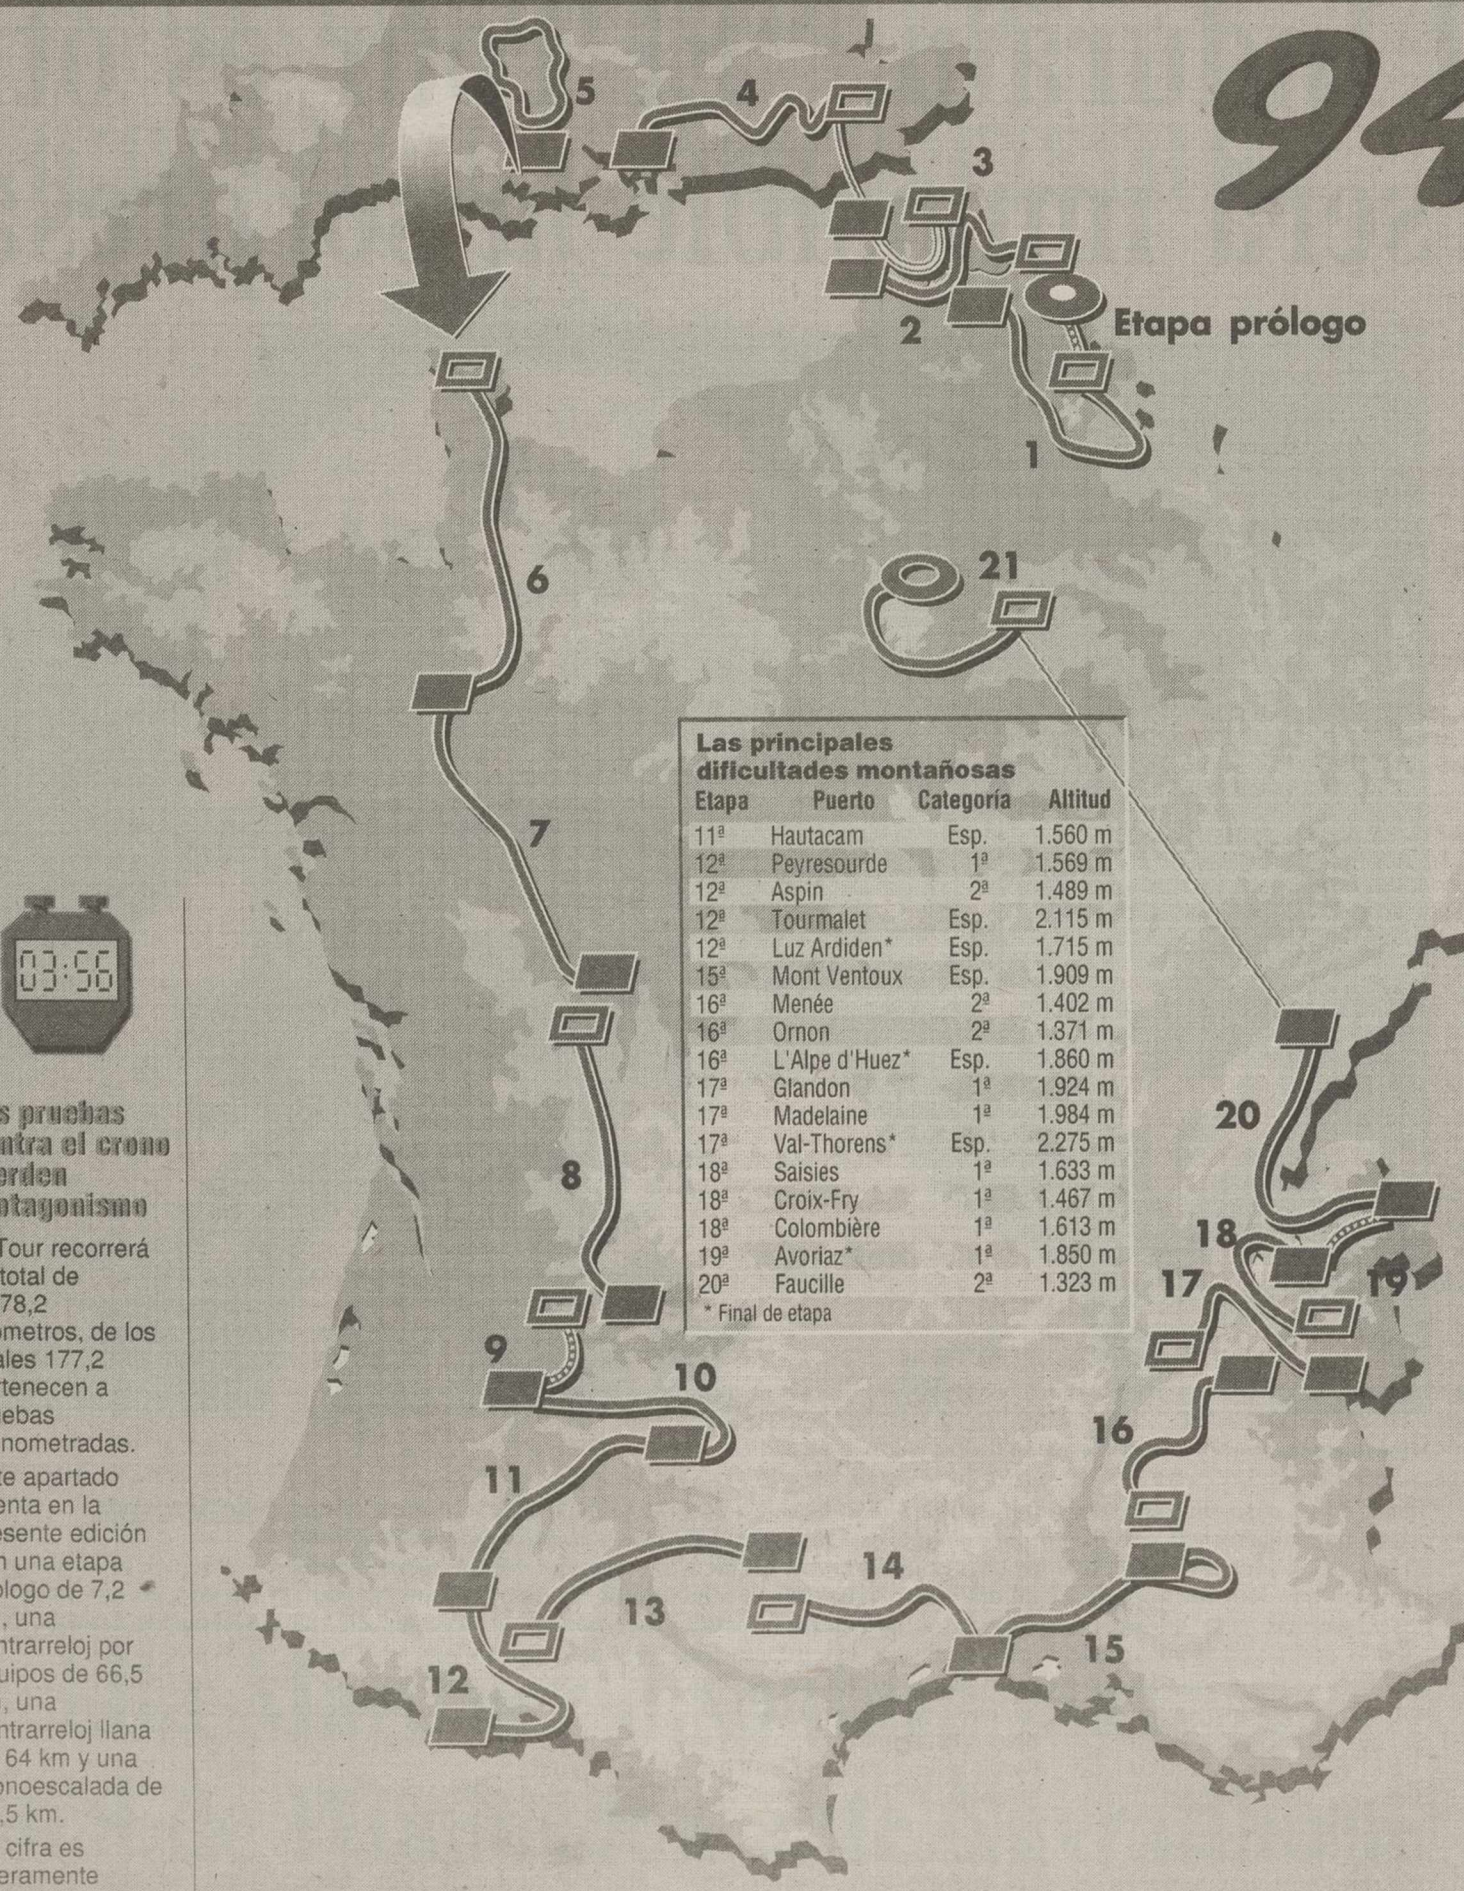 94
5
4
3
2
Etapa prólogo
1
6
21
7
Las principales
dificultades montañosas
Etapa Puerto Categoría Altitud
11ª Hautacam Esp. 1.560 m
12ª Peyresourde 1ª 1.569 m
12ª Aspin 2ª 1.489 m
12ª Tourmalet Esp. 2.115 m
12ª Luz Ardiden* Esp. 1.715 m
15ª Mont Ventoux Esp. 1.909 m
16ª Menée 2ª 1.402 m
16ª Ornon 2ª 1.371 m
16ª L'Alpe d'Huez* Esp. 1.860 m
17ª Glandon 1ª 1.924 m
17ª Madelaine 1ª 1.984 m
17ª Val-Thorens* Esp. 2.275 m
18ª Saisies 1ª 1.633 m
18ª Croix-Fry 1ª 1.467 m
18ª Colombière 1ª 1.613 m
19ª Avoriaz* 1ª 1.850 m
20ª Faucille 2ª 1.323 m
* Final de etapa
8
20
18
17
19
9
10
16
11
14
13
15
12
03:56
s pruebas
ntra el crono
erden
otagonismo
Tour recorrerá
total de
78,2
ómetros, de los
ales 177,2
rtenecen a
uebas
onometradas.
te apartado
enta en la
esente edición
n una etapa
ólogo de 7,2
, una
ntrarreloj por
uipos de 66,5
, una
ntrarreloj llana
64 km y una
onoescalada de
,5 km.
cifra es
eramente